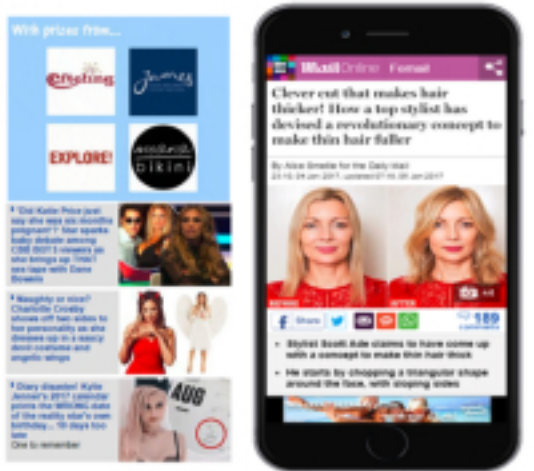 With prizes from...
James
EXPLORE!
bikini
'Did Katie Price just
say she was six months
pregnant'? Star sparks
baby debate among
CBB viewers as
she brings up THAT
sex tape with Dane
Bowers
Naughty or nice?
Charlotte Crosby
shows off two sides to
her personality as she
dresses up in saucy
devil costume and
angelic wings
Diary disaster! Kylie
Jenner's 2017 calendar
prints the WRONG date
of the reality star's own
birthday... 10 days too
late
One to remember
AUG
MailOnline Femail
Clever cut that makes hair
thicker! How a top stylist has
devised a revolutionary concept to
make thin hair fuller
By Alice Smellie for the Daily Mail
BEFORE
AFTER
+4
Share
189
comments
• Stylist Scott Ade claims to have come up
with a concept to make thin hair thick
• He starts by chopping a triangular shape
around the face, with sloping sides